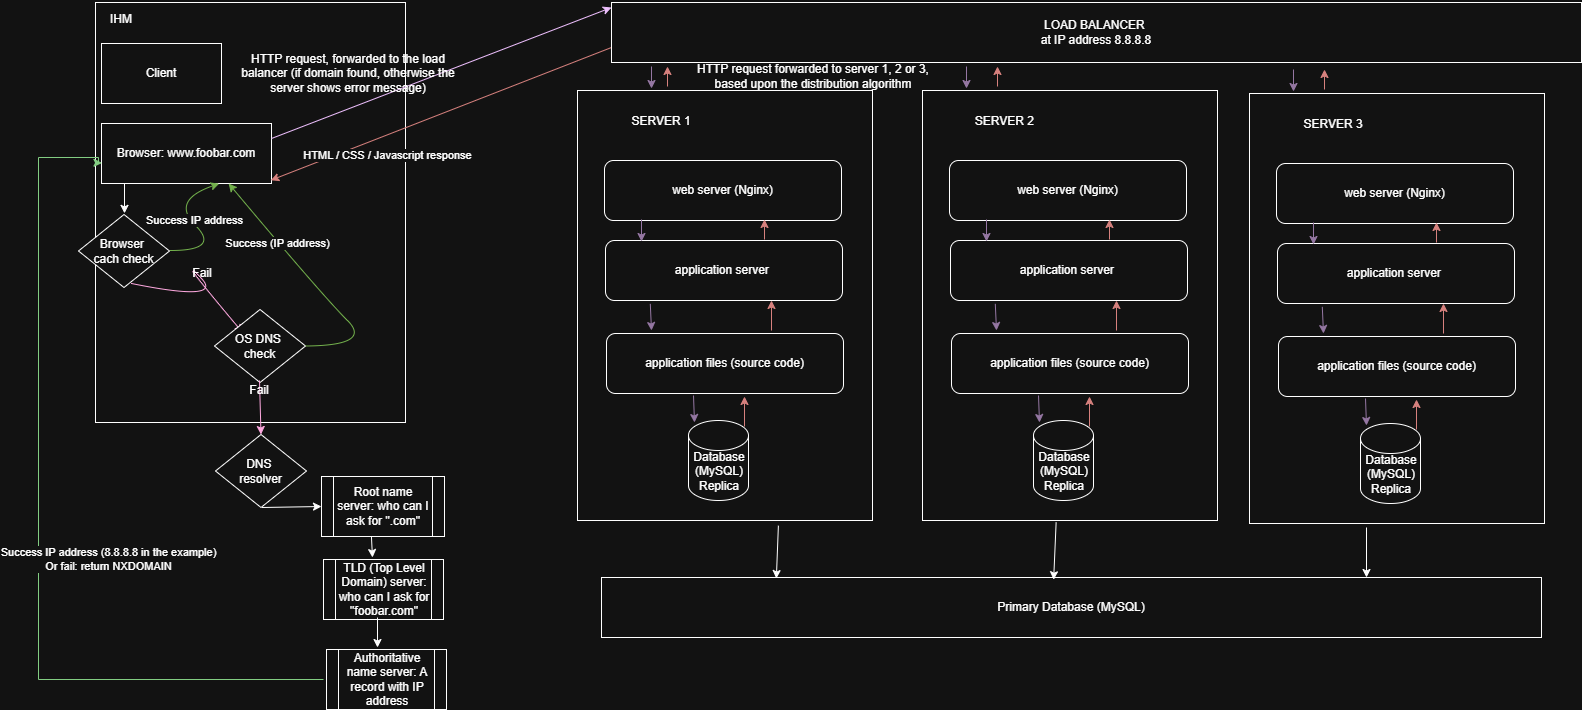 IHM
Client
HTTP request, forwarded to the load
balancer (if domain found, otherwise the
server shows error message)
Browser: www.foobar.com
HTML / CSS / Javascript response
Success IP address
Browser
cach check
Success (IP address)
Fail
OS DNS
check
Fail
DNS
resolver
Root name
server: who can I
ask for ".com"
Success IP address (8.8.8.8 in the example)
Or fail: return NXDOMAIN
TLD (Top Level
Domain) server:
who can I ask for
"foobar.com"
Authoritative
name server: A
record with IP
address
LOAD BALANCER
at IP address 8.8.8.8
HTTP request forwarded to server 1, 2 or 3,
based upon the distribution algorithm
SERVER 1
web server (Nginx)
application server
application files (source code)
Database
(MySQL)
Replica
SERVER 2
web server (Nginx)
application server
application files (source code)
Database
(MySQL)
Replica
SERVER 3
web server (Nginx)
application server
application files (source code)
Database
(MySQL)
Replica
Primary Database (MySQL)